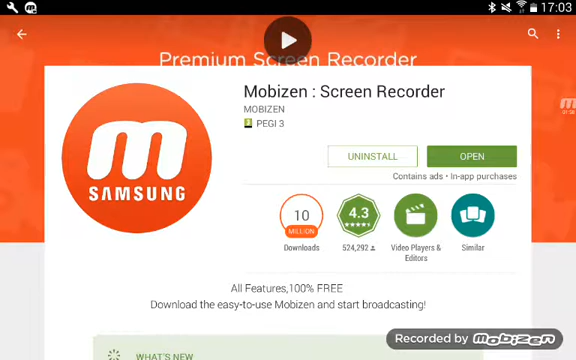 17:03
Premium Screen Recorder
Mobizen : Screen Recorder
MOBIZEN
3 PEGI 3
m
SAMSUNG
UNINSTALL
OPEN
Contains ads • In-app purchases
10
MILLION
Downloads
4.3
524,292
Video Players &
Editors
Similar
All Features,100% FREE
Download the easy-to-use Mobizen and start broadcasting!
WHAT'S NEW
Recorded by mobizen